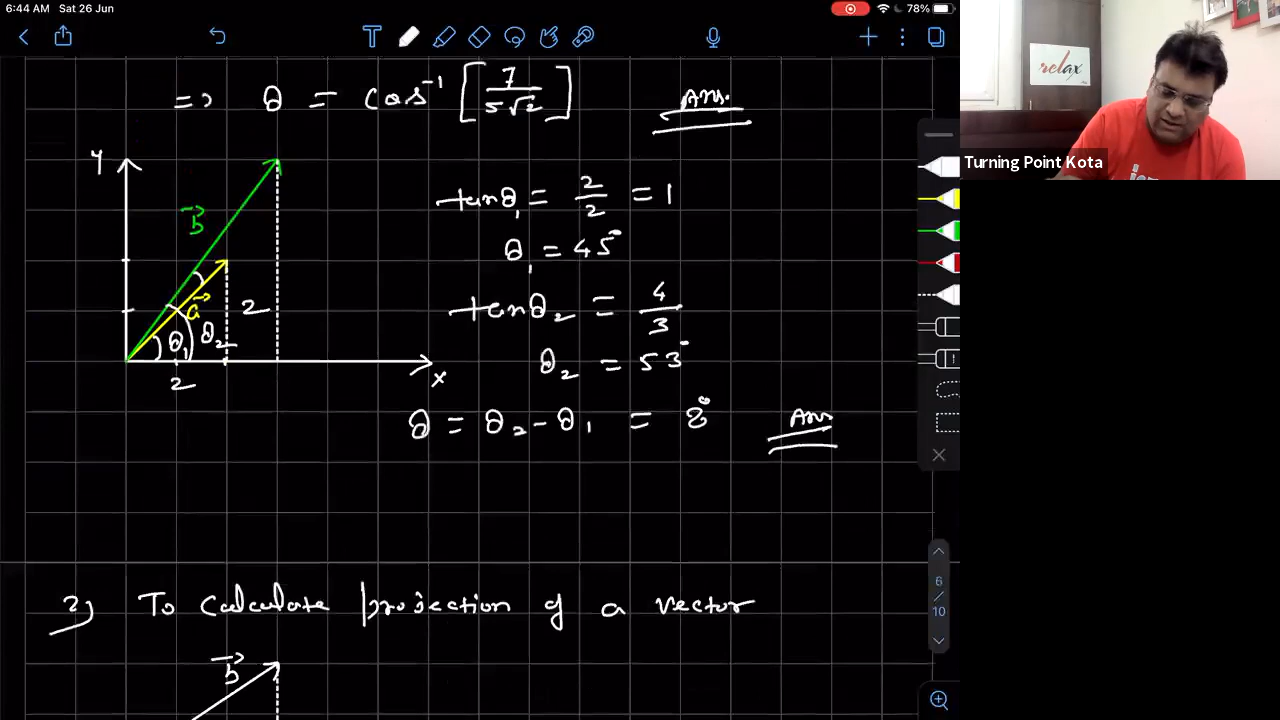 6:44 AM Sat 26 Jun
78%
=> θ = cos⁻¹ [7/5√2] Ans.
y
b
a
θ₁
θ₂
2
2
x
tanθ₁ = 2/2 = 1
θ₁ = 45°
tanθ₂ = 4/3
θ₂ = 53°
θ = θ₂ - θ₁ = 8° Ans
2) To Calculate projection of a vector
b
6
/
10
relax
Turning Point Kota